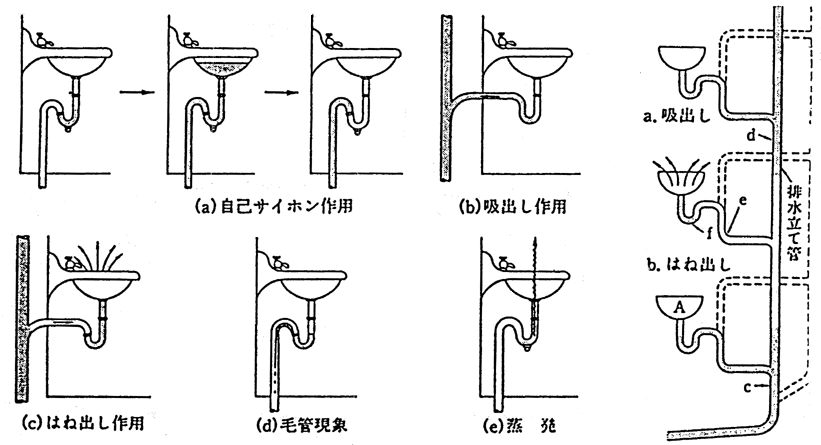 (a)自己サイホン作用
(b)吸出し作用
(c)はね出し作用
(d)毛管現象
(e)蒸 発
a.吸出し
d
排水立て管
e
f
b.はね出し
A
c